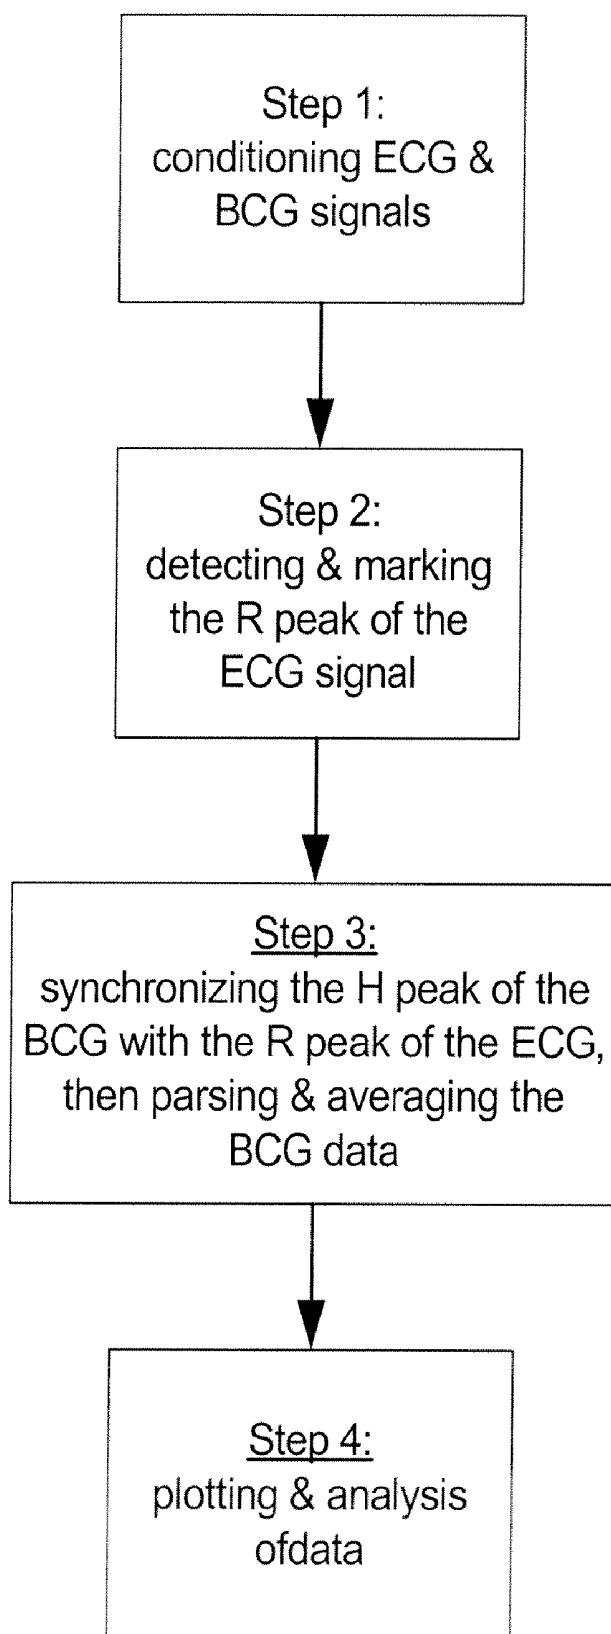 Step 1:
conditioning ECG &
BCG signals
Step 2:
detecting & marking
the R peak of the
ECG signal
Step 3:
synchronizing the H peak of the
BCG with the R peak of the ECG,
then parsing & averaging the
BCG data
Step 4:
plotting & analysis
ofdata